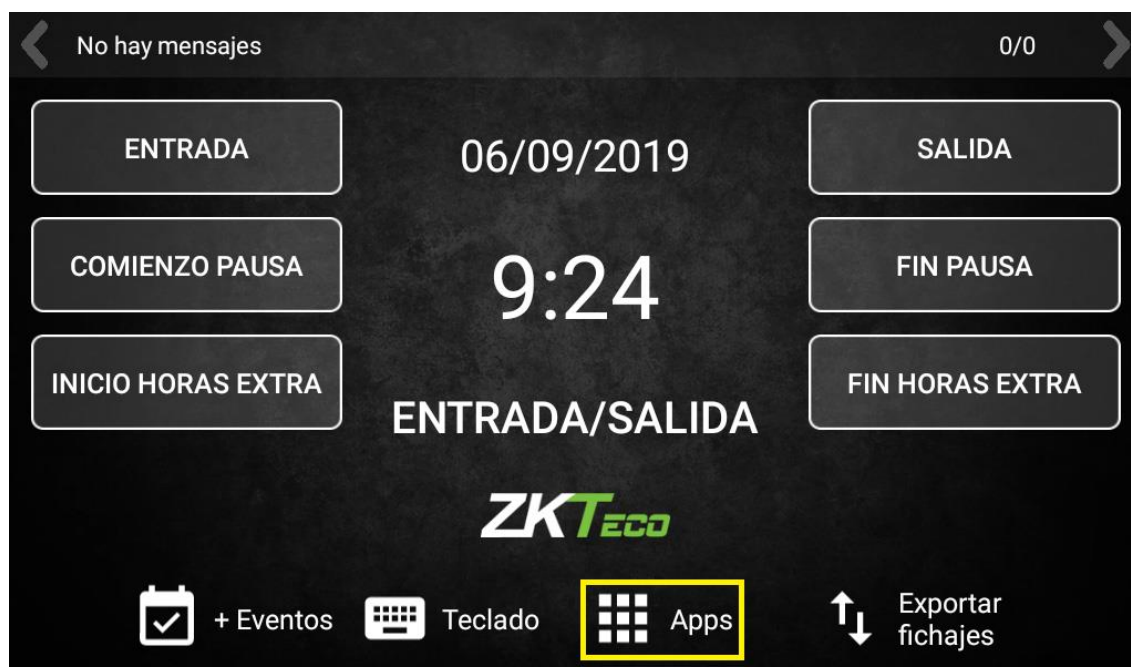 No hay mensajes 0/0
ENTRADA
06/09/2019
SALIDA
COMIENZO PAUSA
9:24
FIN PAUSA
INICIO HORAS EXTRA
FIN HORAS EXTRA
ENTRADA/SALIDA
ZKTECO
+ Eventos
Teclado
Apps
Exportar
fichajes